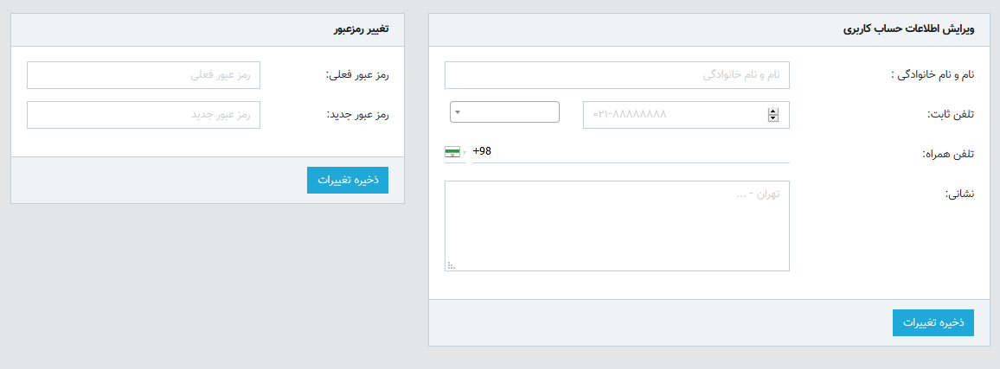 ویرایش اطلاعات حساب کاربری
نام و نام خانوادگی :
نام و نام خانوادگی
تلفن ثابت:
۰۲۱-۸۸۸۸۸۸۸۸
تلفن همراه:
+98
نشانی:
تهران - ...
ذخیره تغییرات
تغییر رمزعبور
رمز عبور فعلی:
رمز عبور فعلی
رمز عبور جدید:
رمز عبور جدید
ذخیره تغییرات